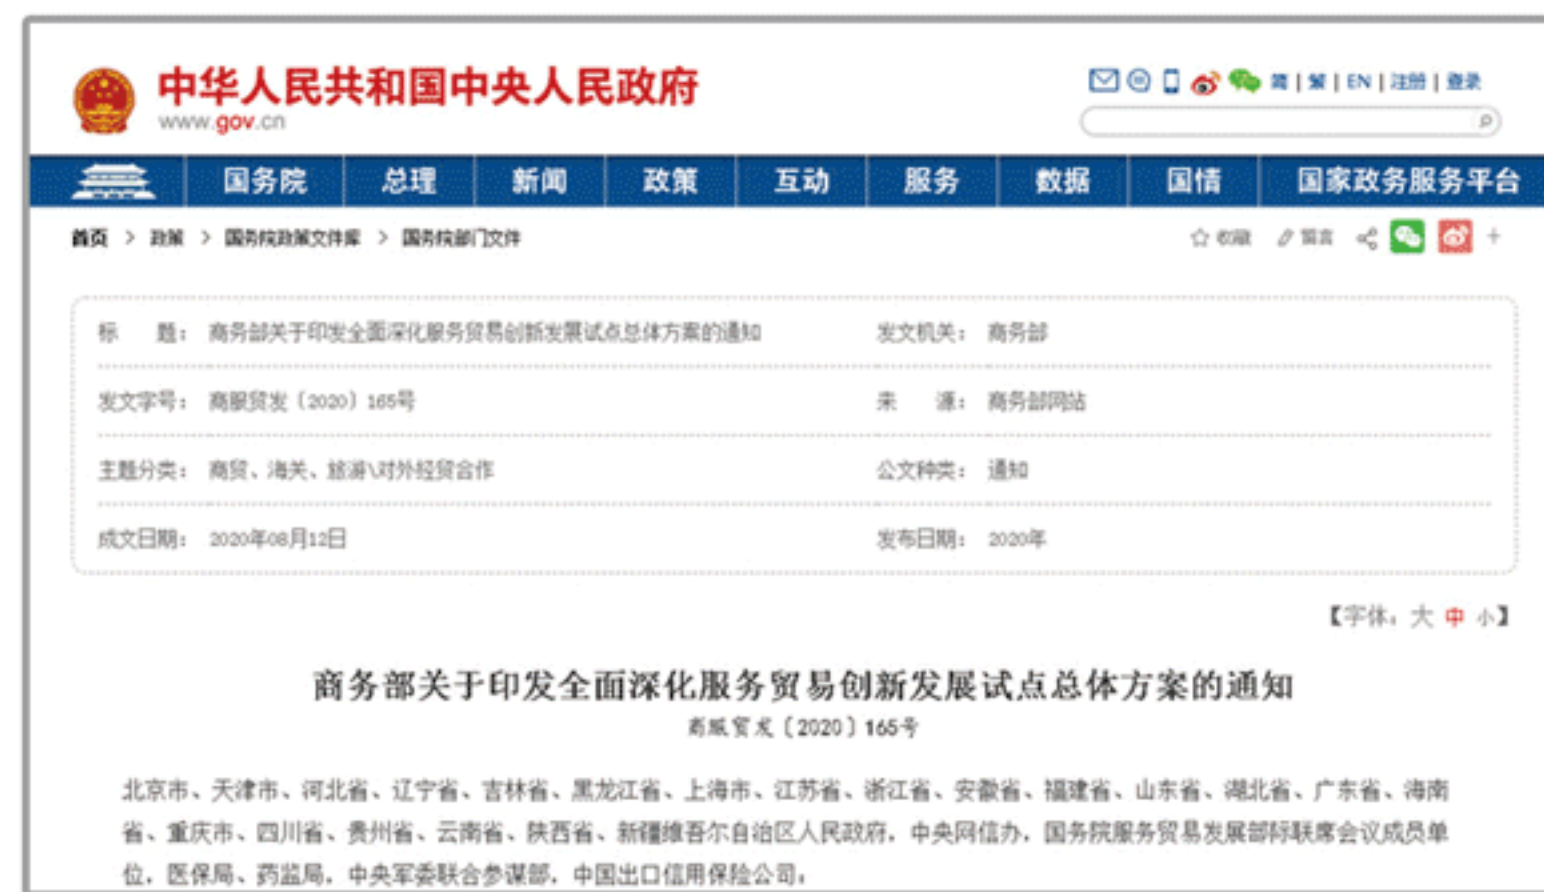 中华人民共和国中央人民政府
www.gov.cn
简 | 繁 | EN | 注册 | 登录
国务院 总理 新闻 政策 互动 服务 数据 国情 国家政务服务平台
首页 > 政策 > 国务院政策文件库 > 国务院部门文件
收藏 留言
标 题： 商务部关于印发全面深化服务贸易创新发展试点总体方案的通知 发文机关： 商务部
发文字号： 商服贸发〔2020〕165号 来 源： 商务部网站
主题分类： 商贸、海关、旅游\对外经贸合作 公文种类： 通知
成文日期： 2020年08月12日 发布日期： 2020年
【字体：大 中 小】
商务部关于印发全面深化服务贸易创新发展试点总体方案的通知
商服贸发〔2020〕165号
北京市、天津市、河北省、辽宁省、吉林省、黑龙江省、上海市、江苏省、浙江省、安徽省、福建省、山东省、湖北省、广东省、海南
省、重庆市、四川省、贵州省、云南省、陕西省、新疆维吾尔自治区人民政府，中央网信办，国务院服务贸易发展部际联席会议成员单
位，医保局、药监局，中央军委联合参谋部，中国出口信用保险公司：